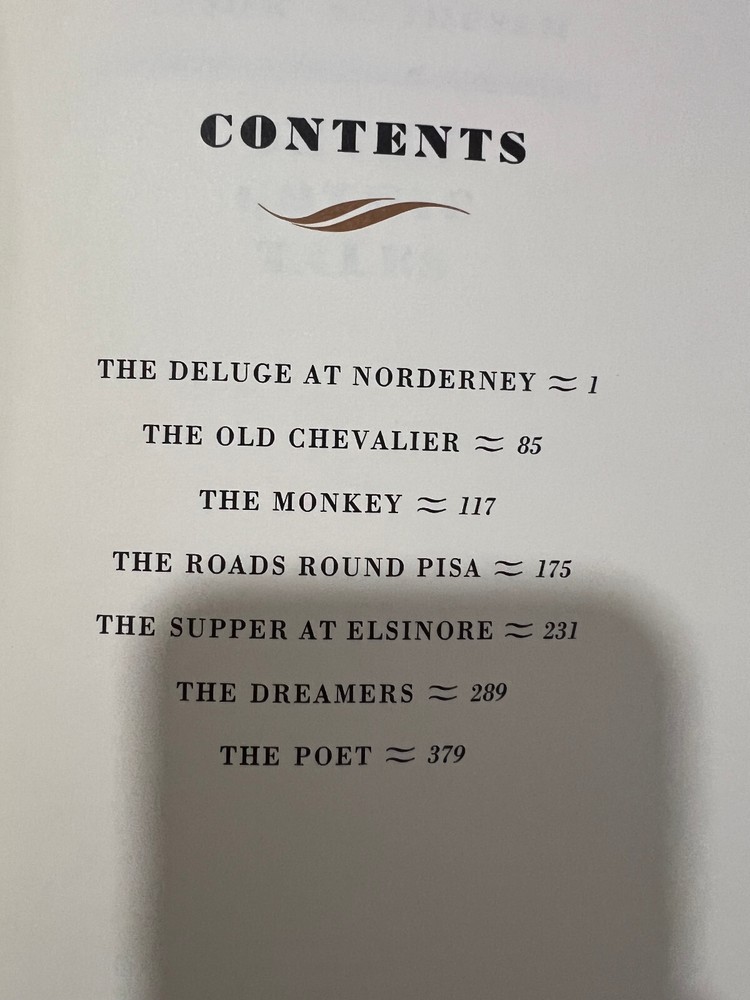 CONTENTS
THE DELUGE AT NORDERNEY ≈ 1
THE OLD CHEVALIER ≈ 85
THE MONKEY ≈ 117
THE ROADS ROUND PISA ≈ 175
THE SUPPER AT ELSINORE ≈ 231
THE DREAMERS ≈ 289
THE POET ≈ 379